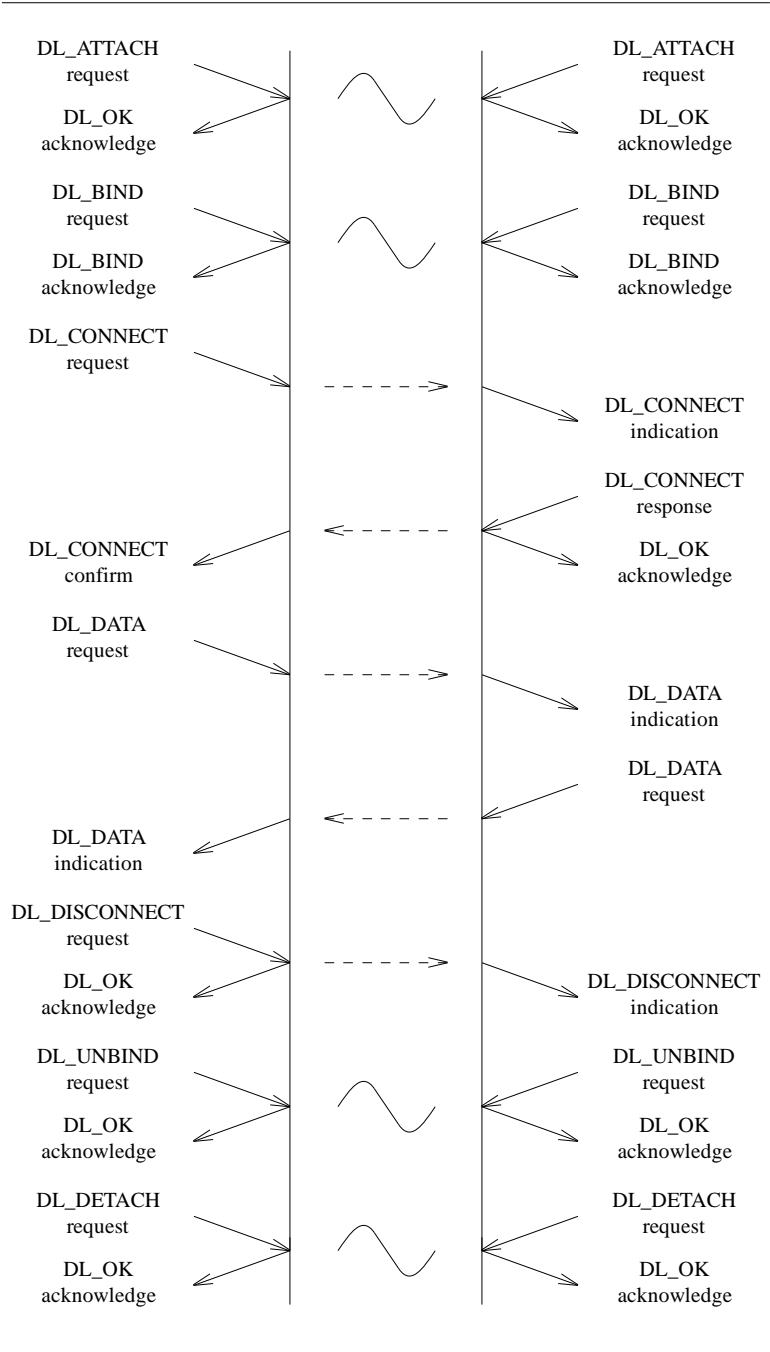 DL_ATTACH
request
DL_ATTACH
request
DL_OK
acknowledge
DL_OK
acknowledge
DL_BIND
request
DL_BIND
request
DL_BIND
acknowledge
DL_BIND
acknowledge
DL_CONNECT
request
DL_CONNECT
indication
DL_CONNECT
response
DL_CONNECT
confirm
DL_OK
acknowledge
DL_DATA
request
DL_DATA
indication
DL_DATA
request
DL_DATA
indication
DL_DISCONNECT
request
DL_OK
acknowledge
DL_DISCONNECT
indication
DL_UNBIND
request
DL_UNBIND
request
DL_OK
acknowledge
DL_OK
acknowledge
DL_DETACH
request
DL_DETACH
request
DL_OK
acknowledge
DL_OK
acknowledge